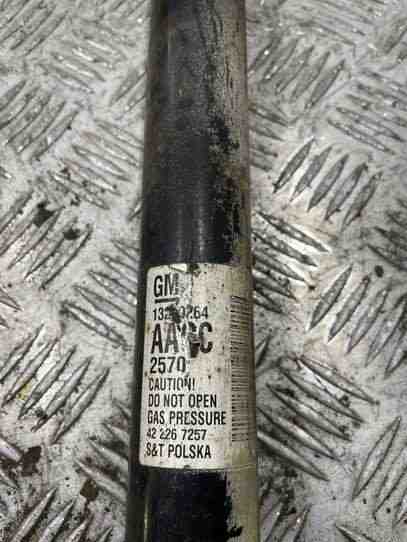 GM
2570
CAUTION!
DO NOT OPEN
GAS PRESSURE
42 226 7257
S&T POLSKA